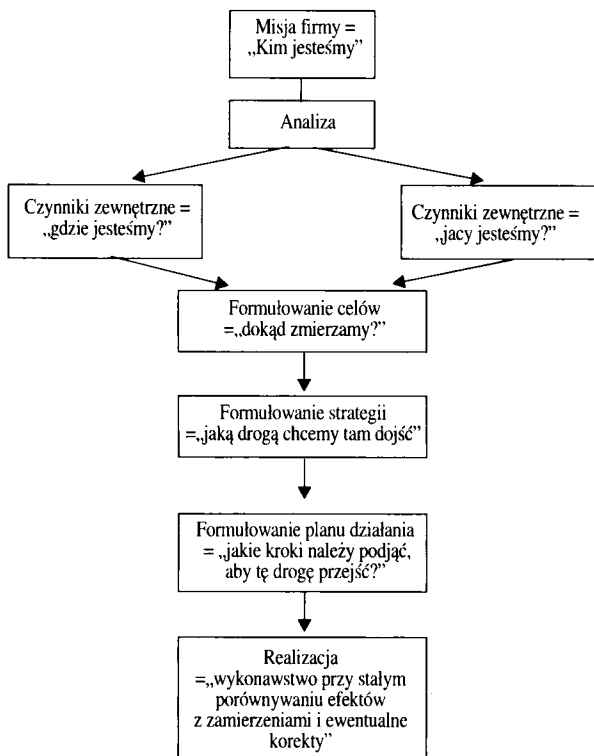 Misja firmy =
„Kim jesteśmy”
Analiza
Czynniki zewnętrzne =
„gdzie jesteśmy?”
Czynniki zewnętrzne =
„jacy jesteśmy?”
Formułowanie celów
=„dokąd zmierzamy?”
Formułowanie strategii
=„jaką drogą chcemy tam dojść”
Formułowanie planu działania
= „jakie kroki należy podjąć,
aby tę drogę przejść?”
Realizacja
=„wykonawstwo przy stałym
porównywaniu efektów
z zamierzeniami i ewentualne
korekty”